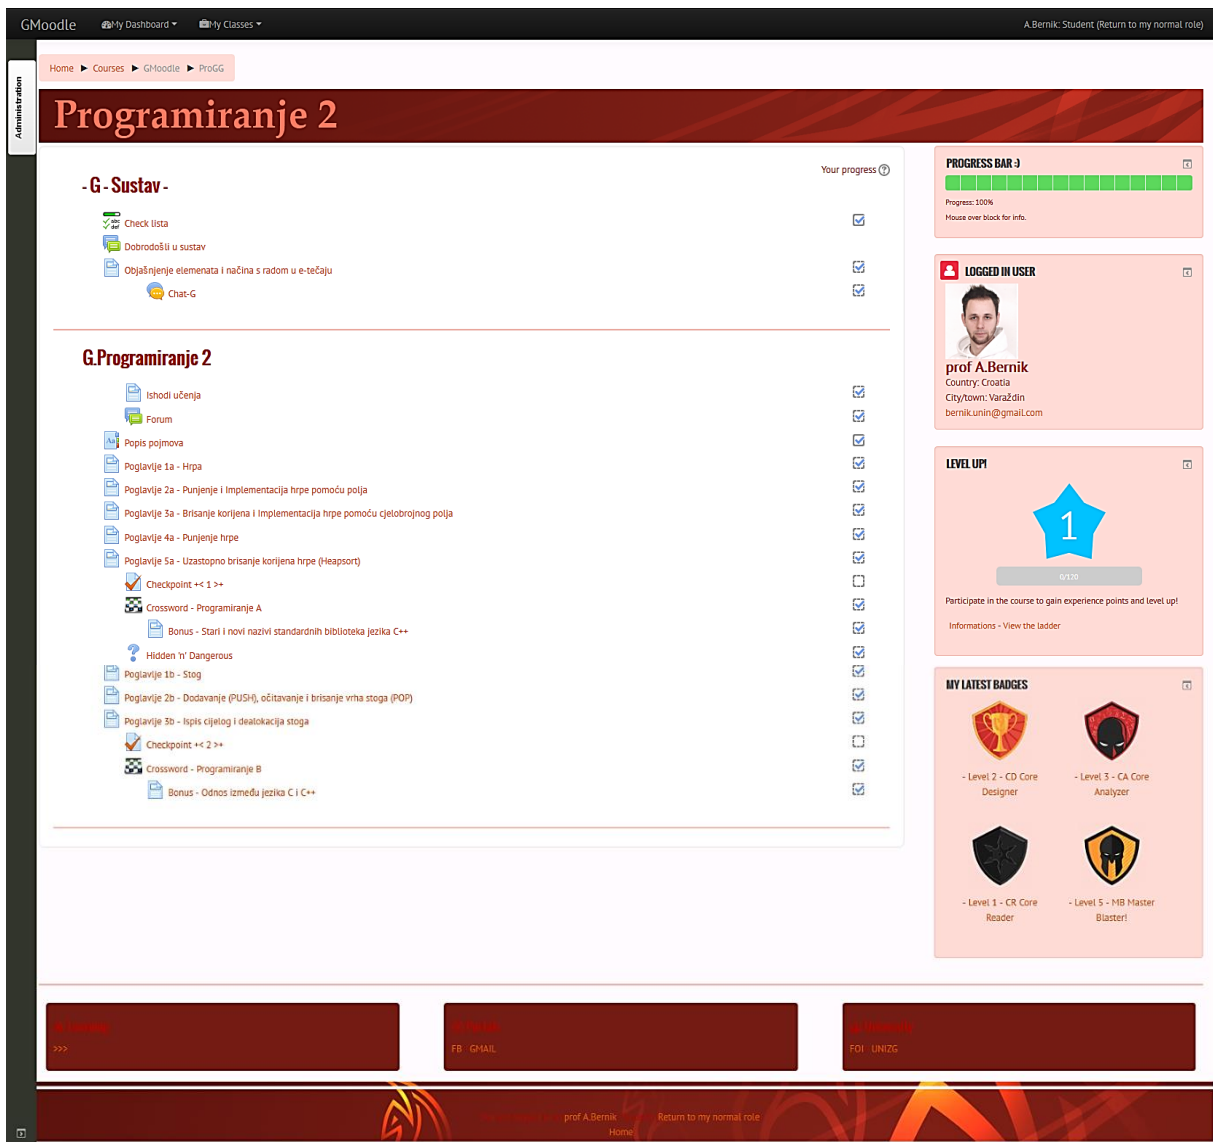 GMoodle My Dashboard My Classes A.Bernik: Student (Return to my normal role)
Administration
Home ► Courses ► GMoodle ► ProGG
Programiranje 2
Your progress
- G - Sustav -
Check lista
Dobrodošli u sustav
Objašnjenje elemenata i načina s radom u e-tečaju
Chat-G
G.Programiranje 2
Ishodi učenja
Forum
Popis pojmova
Poglavlje 1a - Hrpa
Poglavlje 2a - Punjenje i Implementacija hrpe pomoću polja
Poglavlje 3a - Brisanje korijena i Implementacija hrpe pomoću cjelobrojnog polja
Poglavlje 4a - Punjenje hrpe
Poglavlje 5a - Uzastopno brisanje korijena hrpe (Heapsort)
Checkpoint +< 1 >+
Crossword - Programiranje A
Bonus - Stari i novi nazivi standardnih biblioteka jezika C++
Hidden 'n' Dangerous
Poglavlje 1b - Stog
Poglavlje 2b - Dodavanje (PUSH), očitavanje i brisanje vrha stoga (POP)
Poglavlje 3b - Ispis cijelog i dealokacija stoga
Checkpoint +< 2 >+
Crossword - Programiranje B
Bonus - Odnos između jezika C i C++
PROGRESS BAR :)
Progress: 100%
Mouse over block for info.
LOGGED IN USER
prof A.Bernik
Country: Croatia
City/town: Varaždin
bernik.unin@gmail.com
LEVEL UP!
1
0/120
Participate in the course to gain experience points and level up!
Informations - View the ladder
MY LATEST BADGES
- Level 2 - CD Core
Designer
- Level 3 - CA Core
Analyzer
- Level 1 - CR Core
Reader
- Level 5 - MB Master
Blaster!
>>>
FB GMAIL
FOI UNIZG
prof A.Bernik Return to my normal role
Home